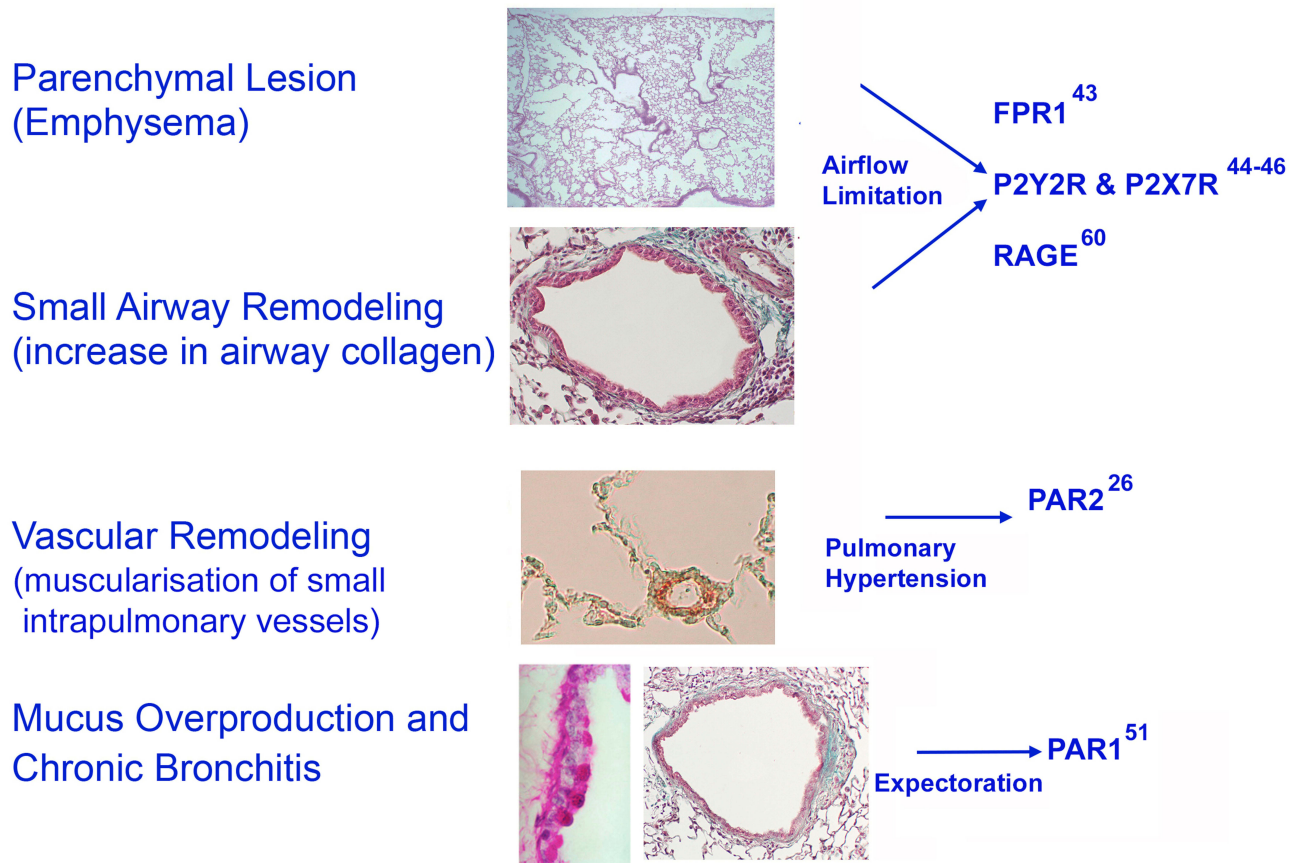 Parenchymal Lesion
(Emphysema)
Airflow
Limitation
FPR1 43
P2Y2R & P2X7R 44-46
RAGE 60
Small Airway Remodeling
(increase in airway collagen)
Vascular Remodeling
(muscularisation of small
intrapulmonary vessels)
Pulmonary
Hypertension
PAR2 26
Mucus Overproduction and
Chronic Bronchitis
Expectoration
PAR1 51